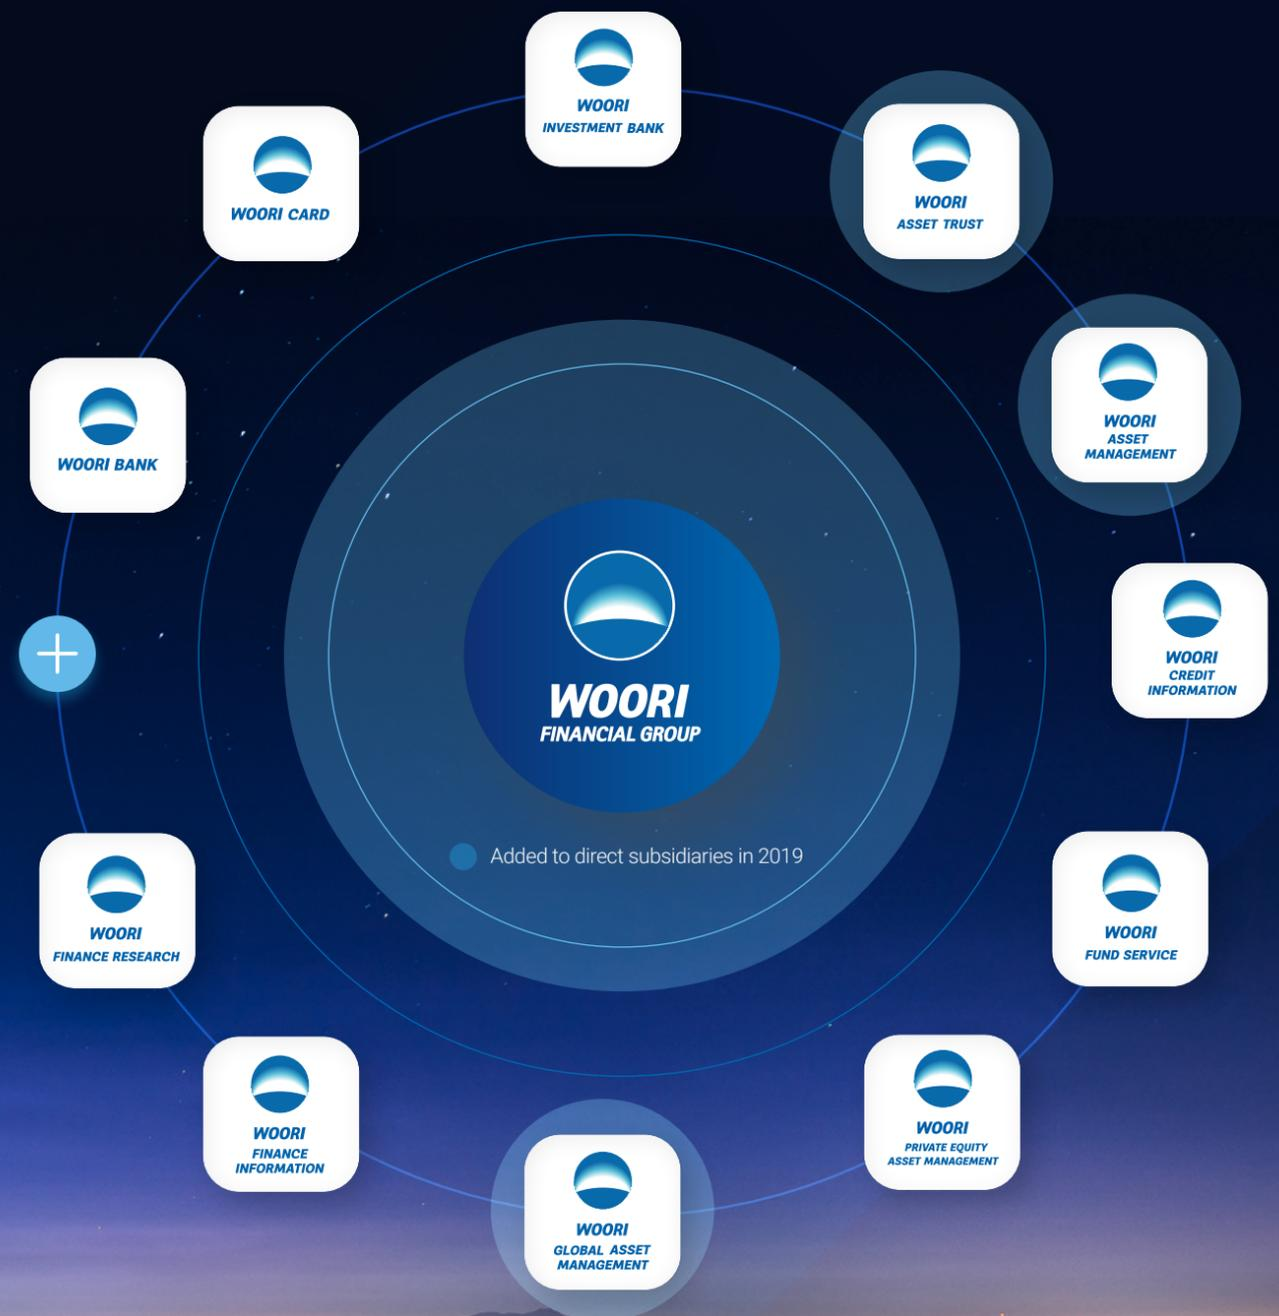 WOORI
INVESTMENT BANK
WOORI CARD
WOORI
ASSET TRUST
WOORI
ASSET
MANAGEMENT
WOORI BANK
WOORI
CREDIT
INFORMATION
WOORI
FINANCIAL GROUP
Added to direct subsidiaries in 2019
WOORI
FINANCE RESEARCH
WOORI
FUND SERVICE
WOORI
FINANCE
INFORMATION
WOORI
PRIVATE EQUITY
ASSET MANAGEMENT
WOORI
GLOBAL ASSET
MANAGEMENT